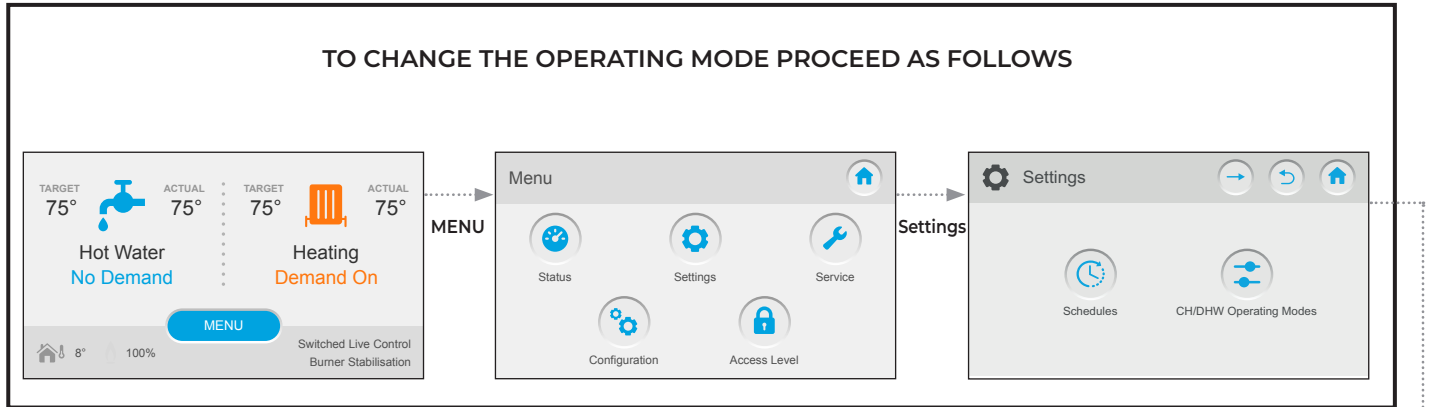 TO CHANGE THE OPERATING MODE PROCEED AS FOLLOWS
TARGET
75°
ACTUAL
75°
Hot Water
No Demand
TARGET
75°
ACTUAL
75°
Heating
Demand On
MENU
8°
100%
Switched Live Control
Burner Stabilisation
MENU
Menu
Status
Settings
Service
Configuration
Access Level
Settings
Settings
Schedules
CH/DHW Operating Modes